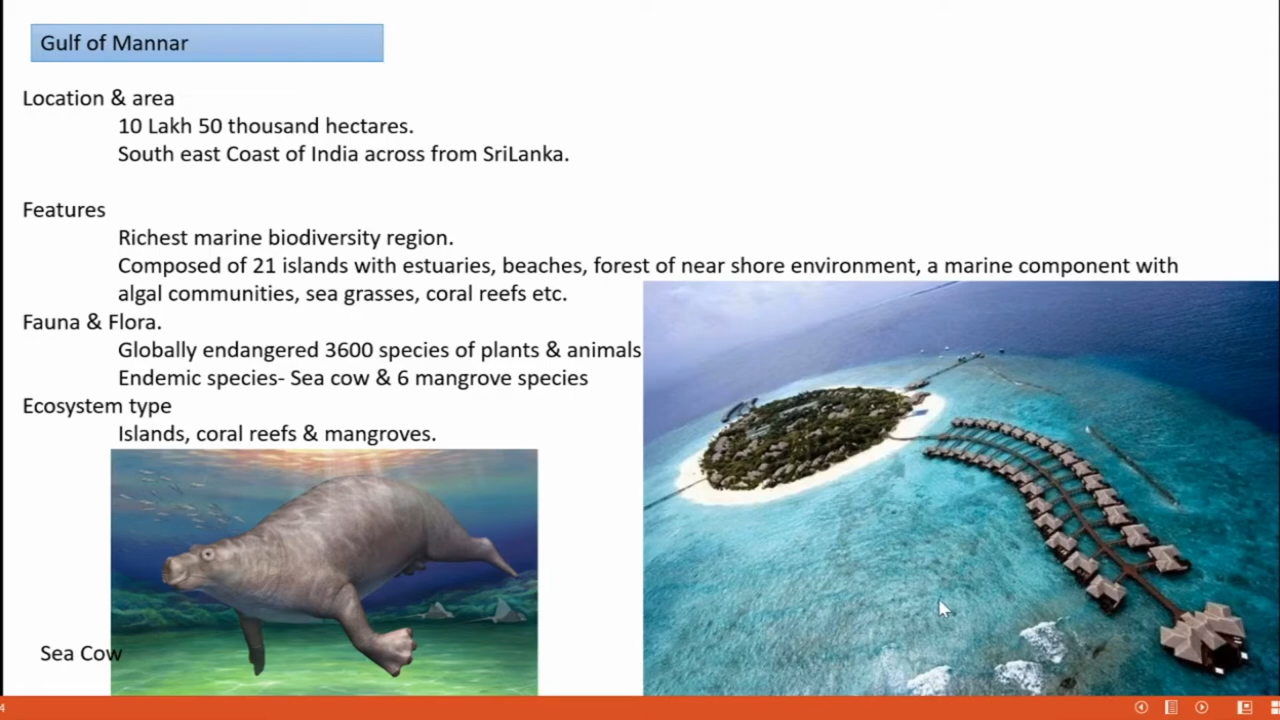 Gulf of Mannar
Location & area
10 Lakh 50 thousand hectares.
South east Coast of India across from SriLanka.
Features
Richest marine biodiversity region.
Composed of 21 islands with estuaries, beaches, forest of near shore environment, a marine component with
algal communities, sea grasses, coral reefs etc.
Fauna & Flora.
Globally endangered 3600 species of plants & animals
Endemic species- Sea cow & 6 mangrove species
Ecosystem type
Islands, coral reefs & mangroves.
Sea Cow
4